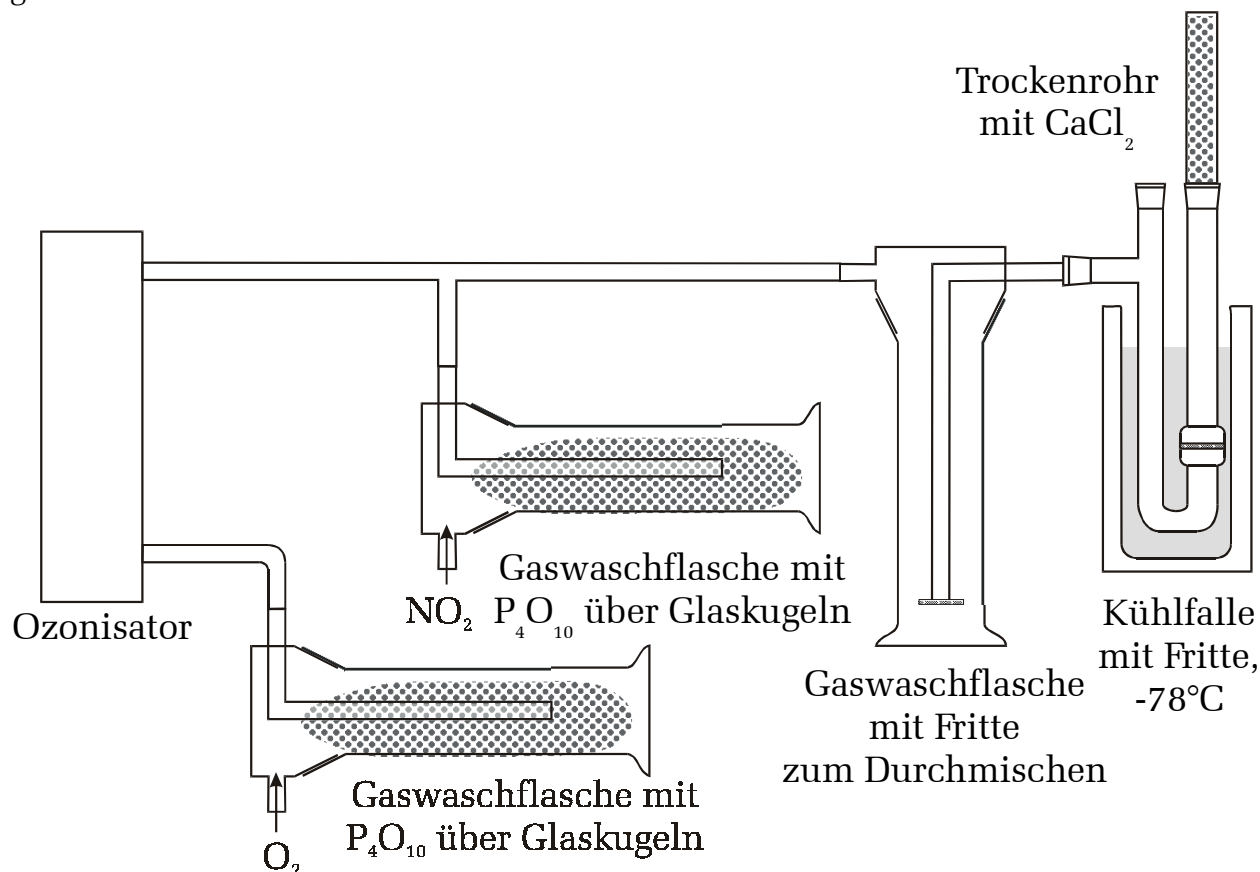 g
Trockenrohr
mit CaCl₂
Ozonisator
NO₂
Gaswaschflasche mit
P₄O₁₀ über Glaskugeln
Kühlfalle
mit Fritte,
-78°C
Gaswaschflasche
mit Fritte
zum Durchmischen
Gaswaschflasche mit
P₄O₁₀ über Glaskugeln
O₂